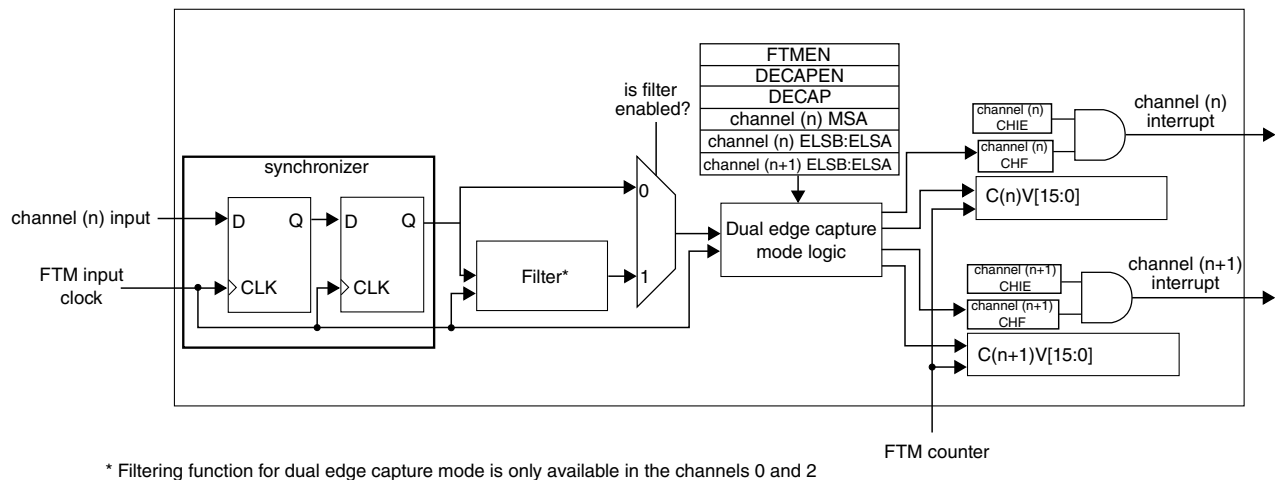 FTMEN
DECAPEN
DECAP
channel (n) MSA
channel (n) ELSB:ELSA
channel (n+1) ELSB:ELSA
is filter
enabled?
synchronizer
channel (n) input
D
Q
D
Q
FTM input
clock
CLK
CLK
Filter*
0
1
Dual edge capture
mode logic
channel (n)
CHIE
channel (n)
CHF
channel (n)
interrupt
C(n)V[15:0]
channel (n+1)
CHIE
channel (n+1)
CHF
channel (n+1)
interrupt
C(n+1)V[15:0]
FTM counter
* Filtering function for dual edge capture mode is only available in the channels 0 and 2